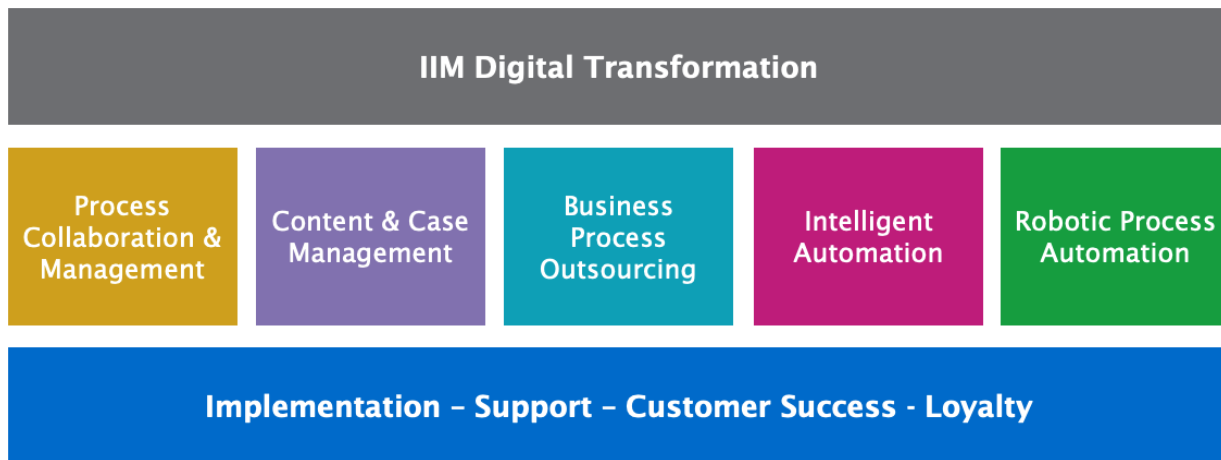 IIM Digital Transformation
Process
Collaboration &
Management
Content & Case
Management
Business
Process
Outsourcing
Intelligent
Automation
Robotic Process
Automation
Implementation – Support – Customer Success - Loyalty